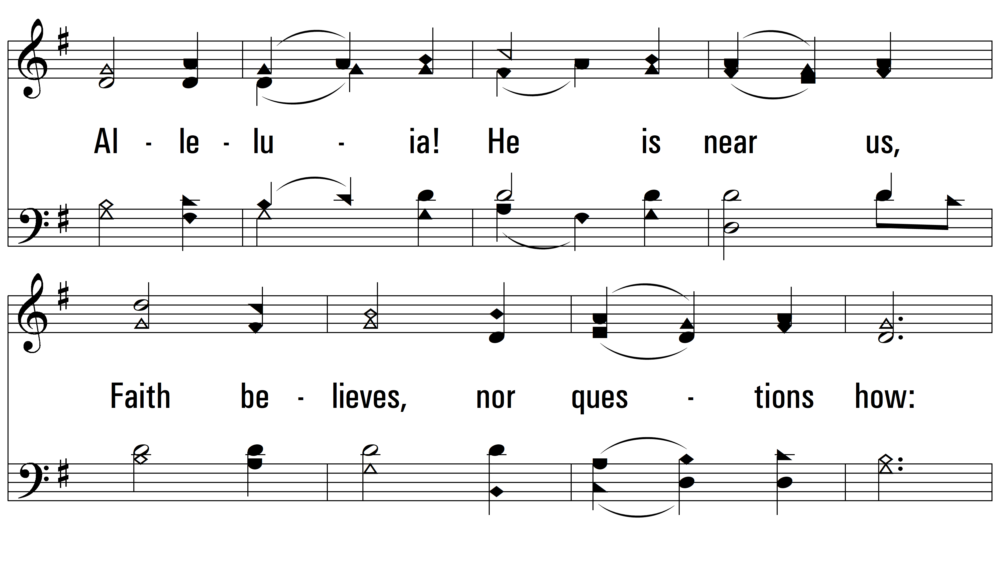 Al - le - lu - ia! He is near us,
Faith be - lieves, nor ques - tions how: